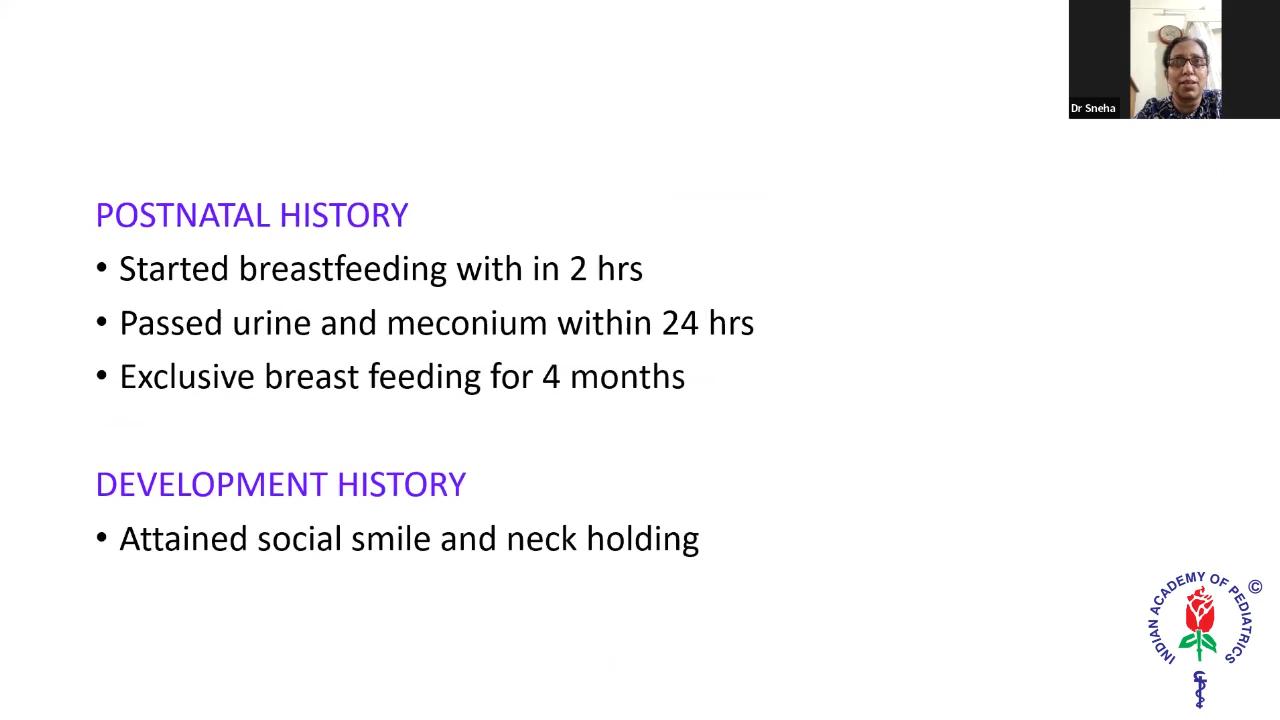 Dr Sneha
POSTNATAL HISTORY
• Started breastfeeding with in 2 hrs
• Passed urine and meconium within 24 hrs
• Exclusive breast feeding for 4 months
DEVELOPMENT HISTORY
• Attained social smile and neck holding
INDIAN ACADEMY OF PEDIATRICS
©